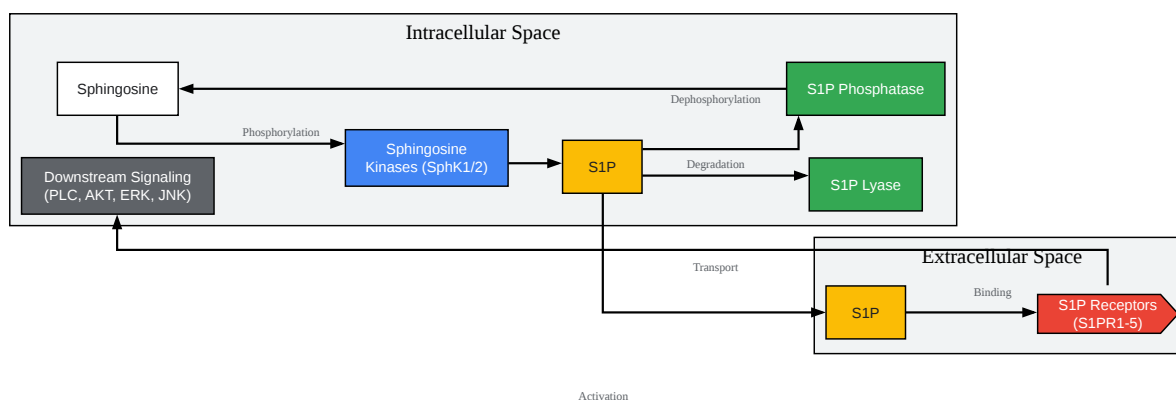 Intracellular Space
Sphingosine
S1P Phosphatase
Dephosphorylation
Phosphorylation
Sphingosine
Kinases (SphK1/2)
S1P
Degradation
S1P Lyase
Downstream Signaling
(PLC, AKT, ERK, JNK)
Extracellular Space
Transport
S1P
Binding
S1P Receptors
(S1PR1-5)
Activation